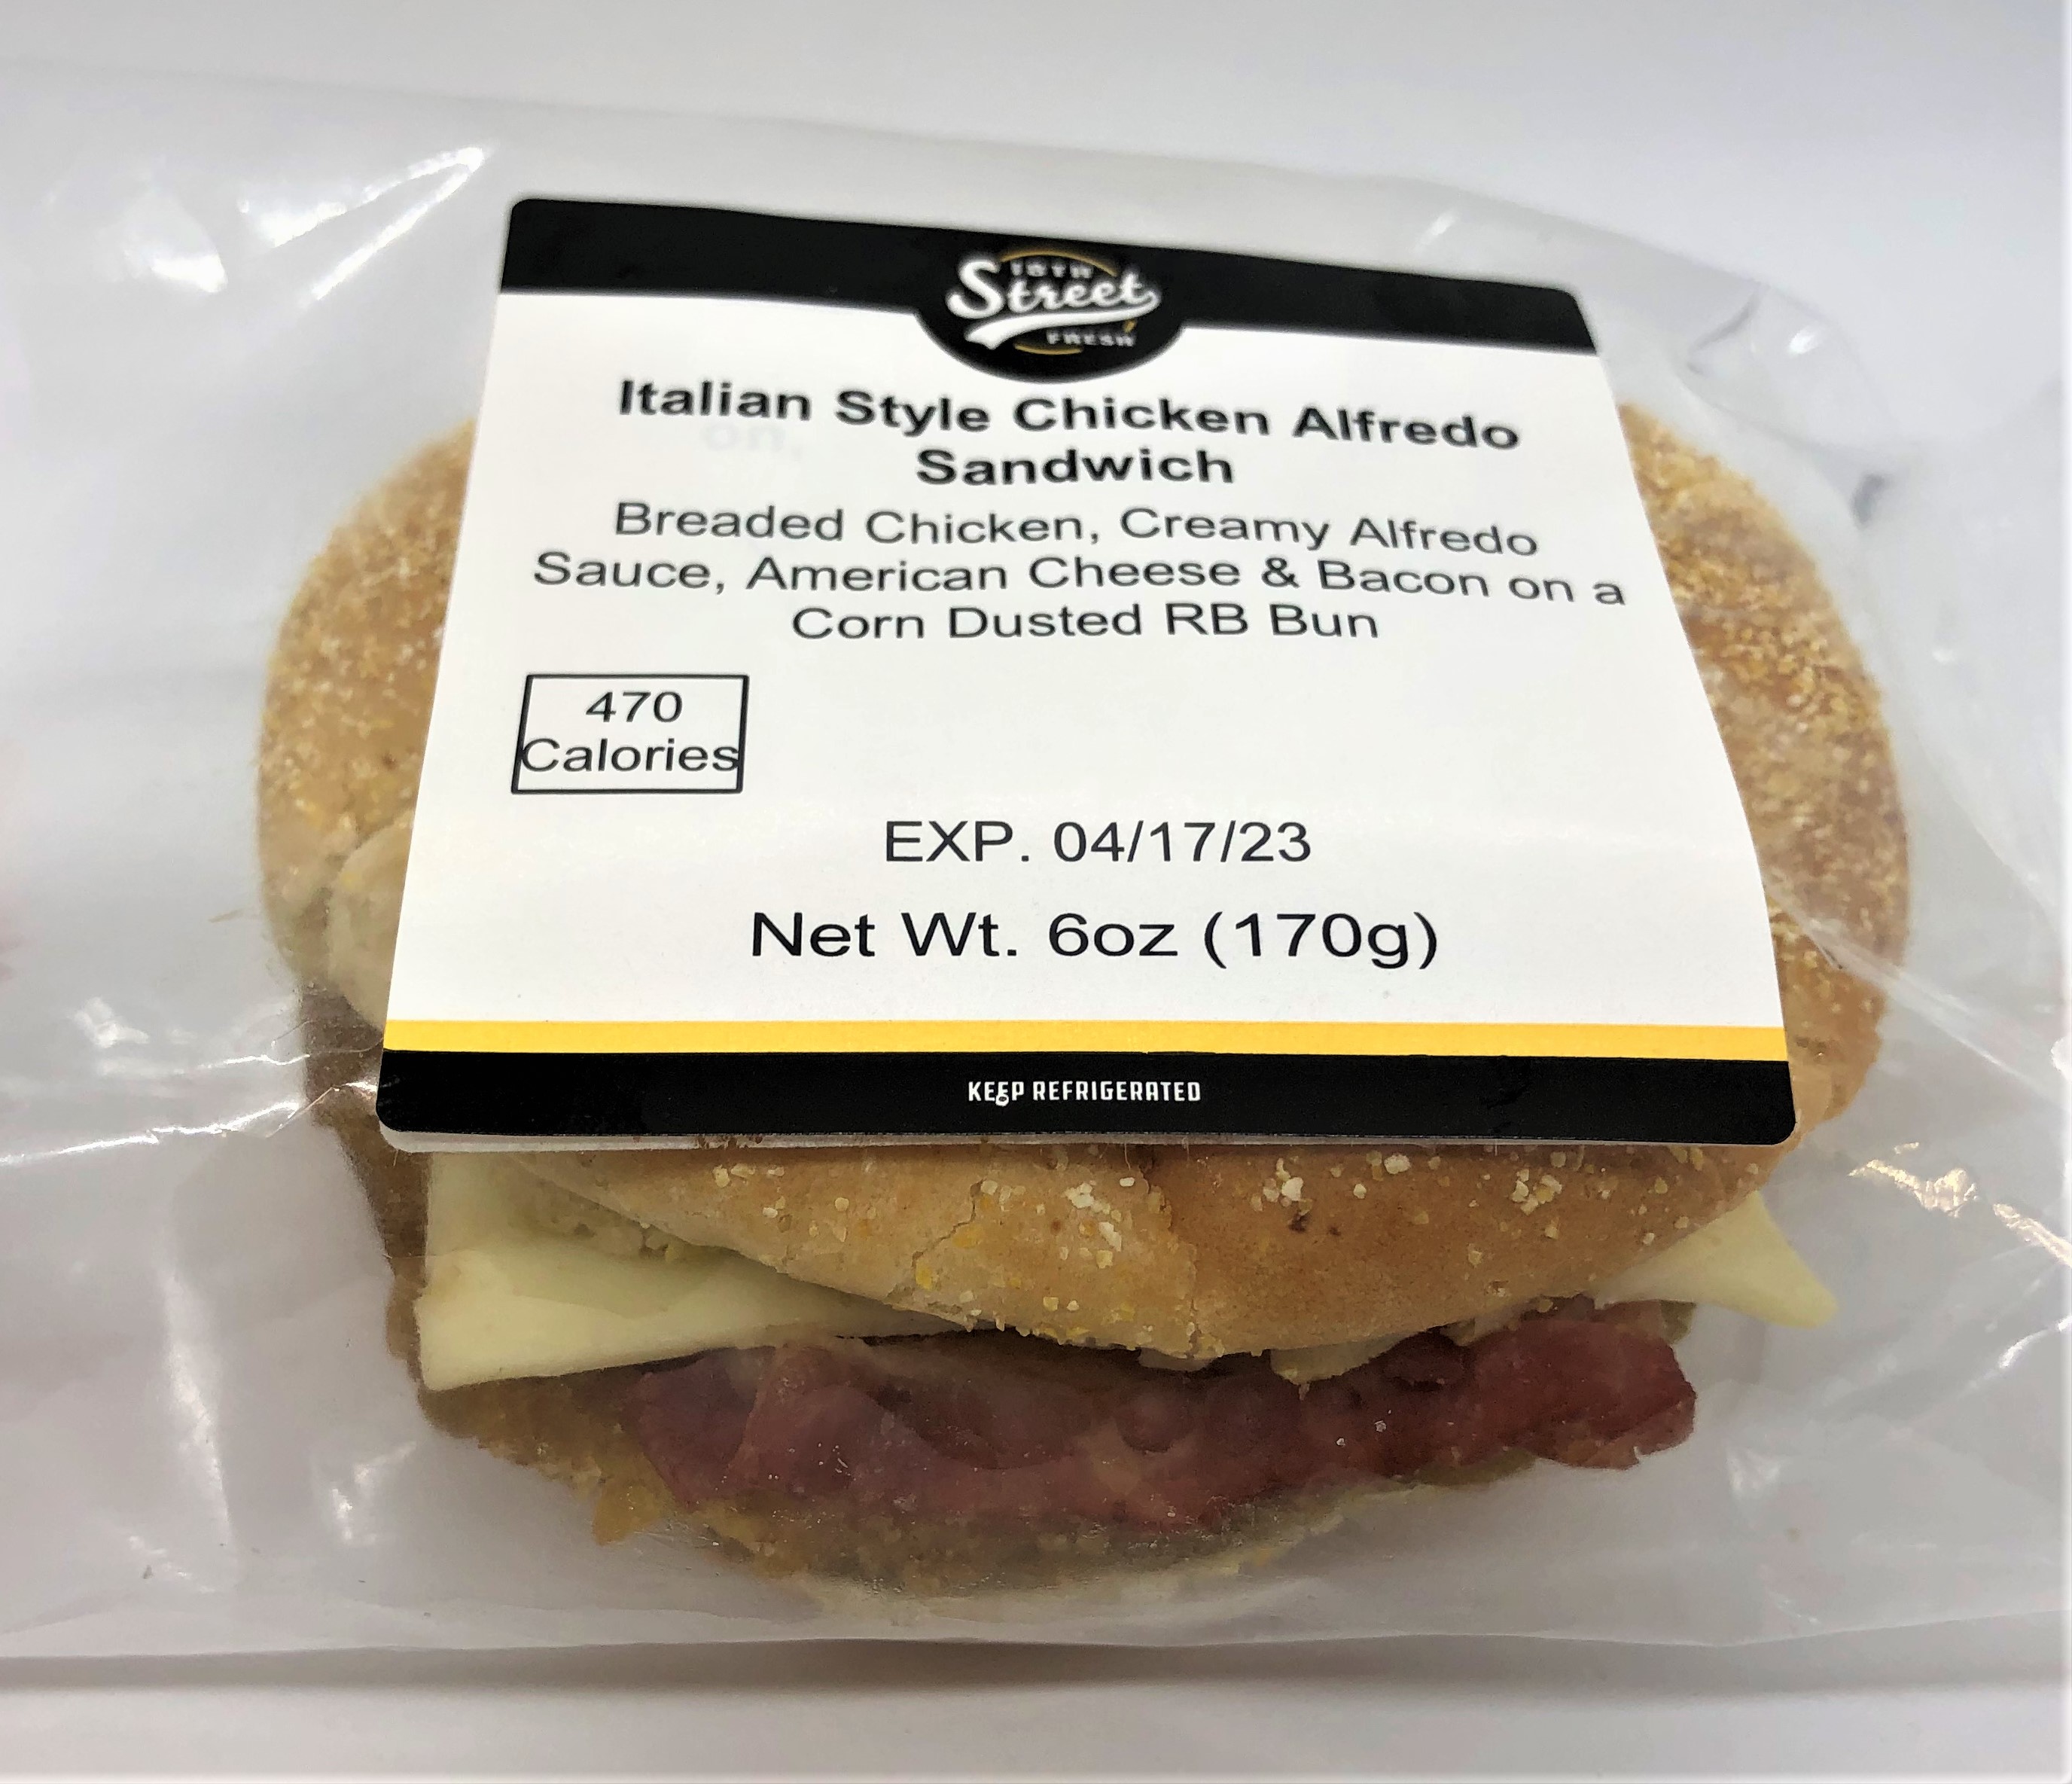 18TH
Street
FRESH
Italian Style Chicken Alfredo
Sandwich
Breaded Chicken, Creamy Alfredo
Sauce, American Cheese & Bacon on a
Corn Dusted RB Bun
470
Calories
EXP. 04/17/23
Net Wt. 6oz (170g)
KEEP REFRIGERATED